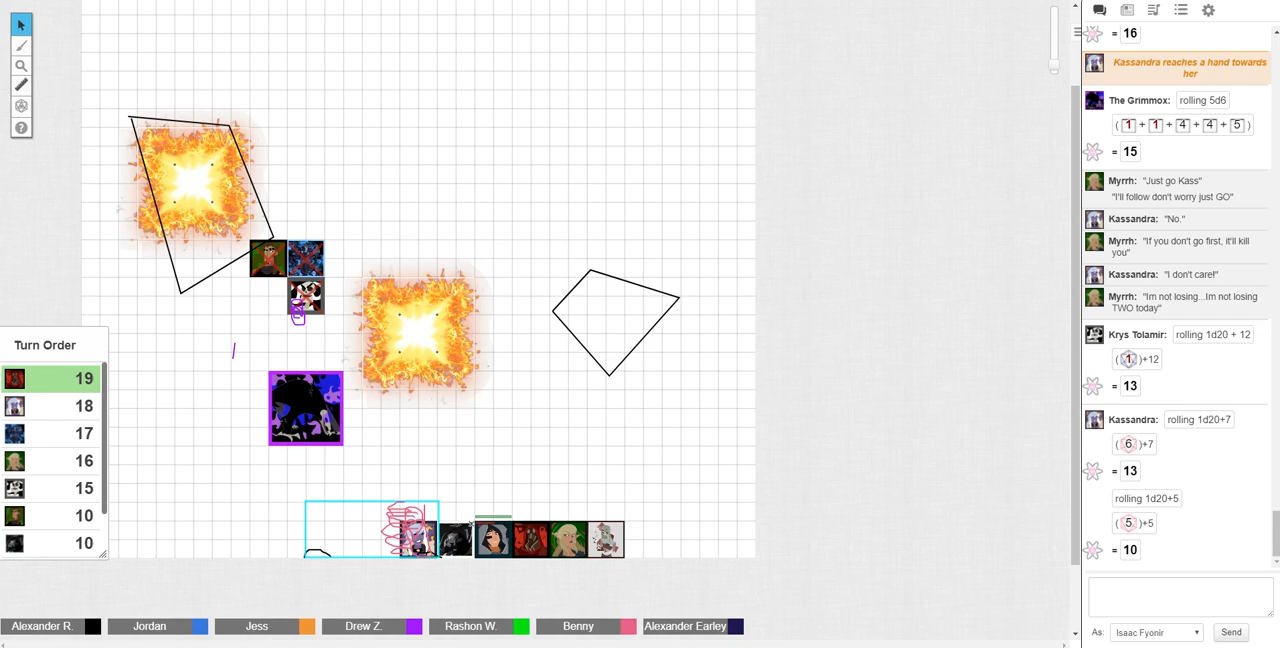 = 16
Kassandra reaches a hand towards
her
The Grimmox: rolling 5d6
( 1 + 1 + 4 + 4 + 5 )
= 15
Myrrh: "Just go Kass"
"I'll follow don't worry just GO"
Kassandra: "No."
Myrrh: "If you don't go first, it'll kill
you"
Kassandra: "I don't care!"
Myrrh: "Im not losing...Im not losing
TWO today"
Krys Tolamir: rolling 1d20 + 12
( 1 )+12
= 13
Kassandra: rolling 1d20+7
( 6 )+7
= 13
rolling 1d20+5
( 5 )+5
= 10
As: Isaac Fyonir Send
Turn Order
19
18
17
16
15
10
10
Alexander R. Jordan Jess Drew Z. Rashon W. Benny Alexander Earley